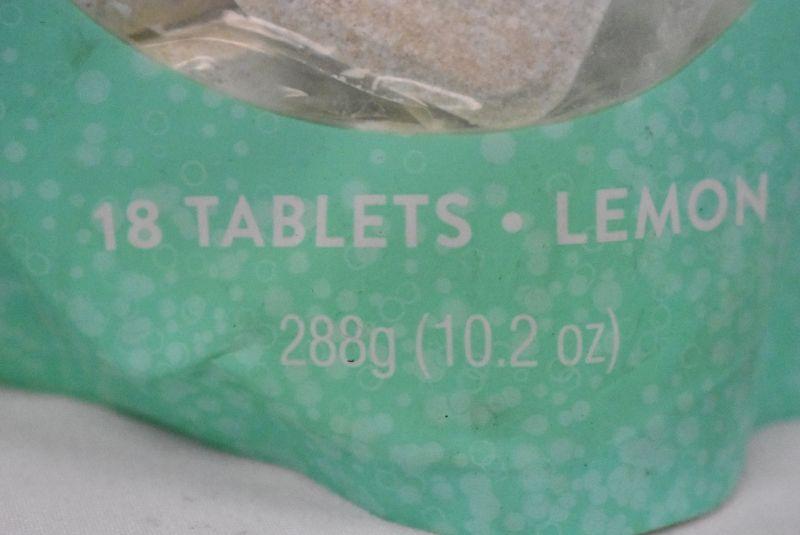 18 TABLETS • LEMON
288g (10.2 oz)